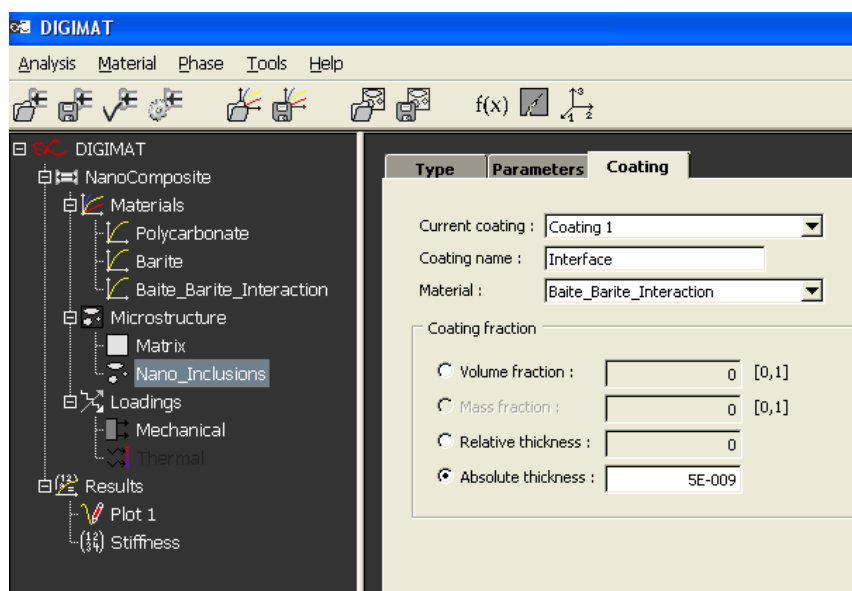 DIGIMAT
Analysis Material Phase Tools Help
f(x)
DIGIMAT
NanoComposite
Materials
Polycarbonate
Barite
Baite_Barite_Interaction
Microstructure
Matrix
Nano_Inclusions
Loadings
Mechanical
Thermal
Results
Plot 1
Stiffness
Type Parameters Coating
Current coating : Coating 1
Coating name : Interface
Material : Baite_Barite_Interaction
Coating fraction
Volume fraction : 0 [0,1]
Mass fraction : 0 [0,1]
Relative thickness : 0
Absolute thickness : 5E-009